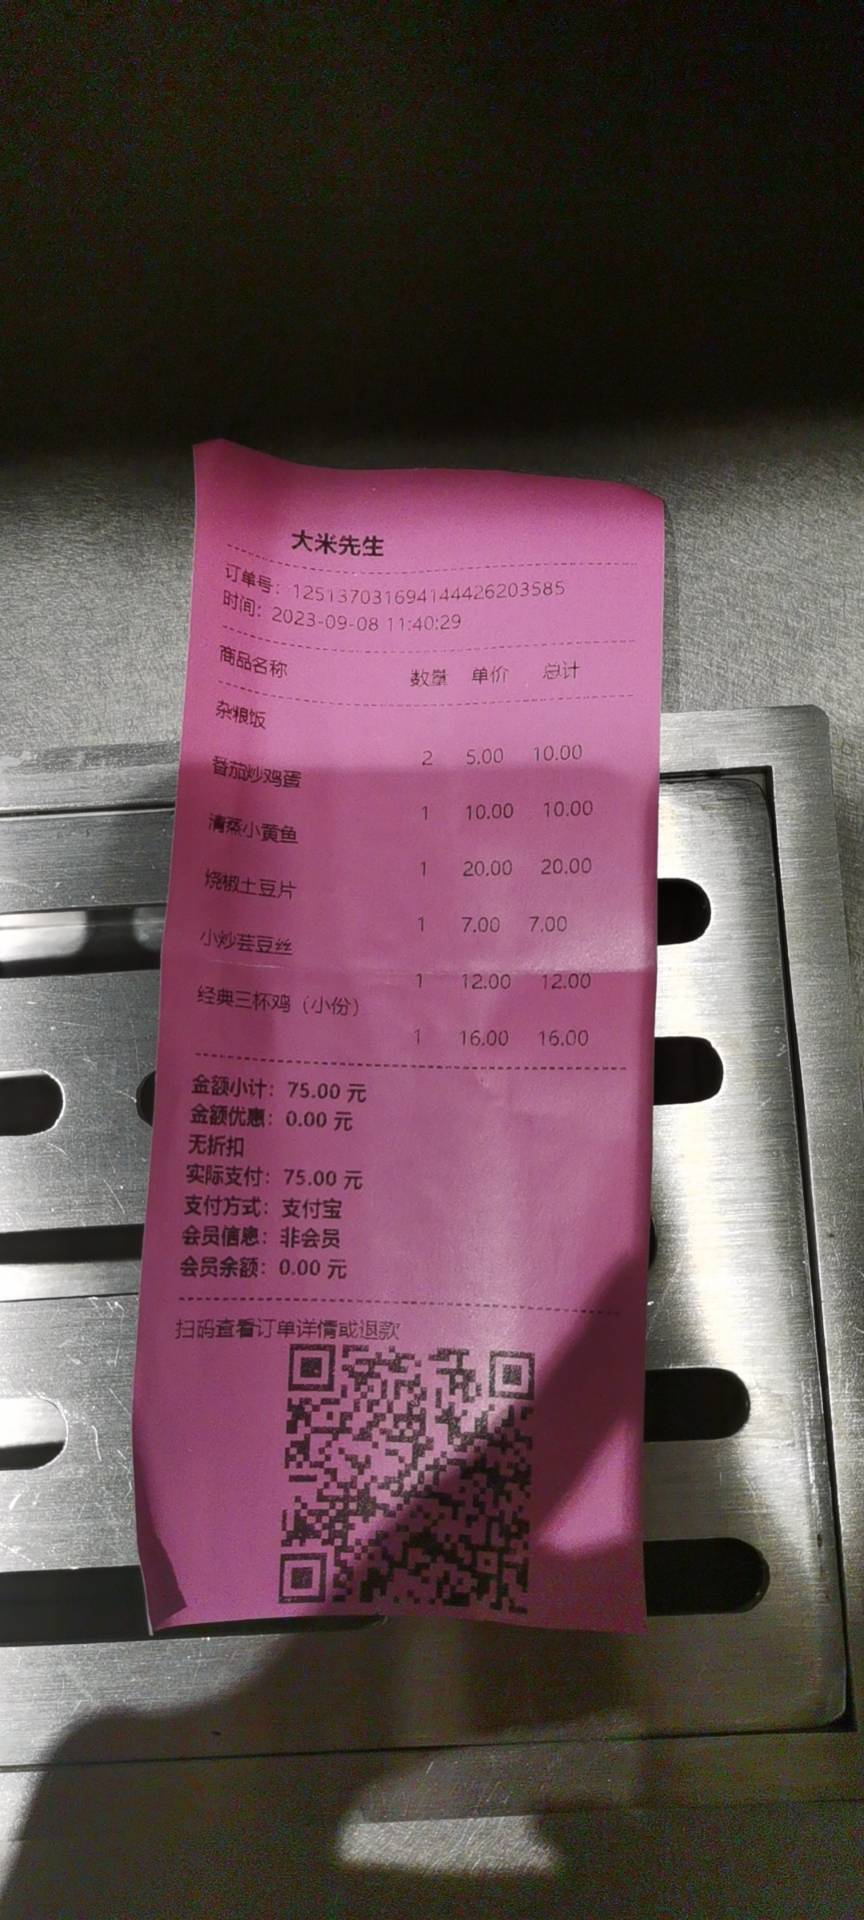 大米先生
订单号：125137031694144426203585
时间：2023-09-08 11:40:29
商品名称 数量 单价 总计
杂粮饭
2 5.00 10.00
番茄炒鸡蛋
1 10.00 10.00
清蒸小黄鱼
1 20.00 20.00
烧椒土豆片
1 7.00 7.00
小炒芸豆丝
1 12.00 12.00
经典三杯鸡（小份）
1 16.00 16.00
金额小计：75.00 元
金额优惠：0.00 元
无折扣
实际支付：75.00 元
支付方式：支付宝
会员信息：非会员
会员余额：0.00 元
扫码查看订单详情或退款